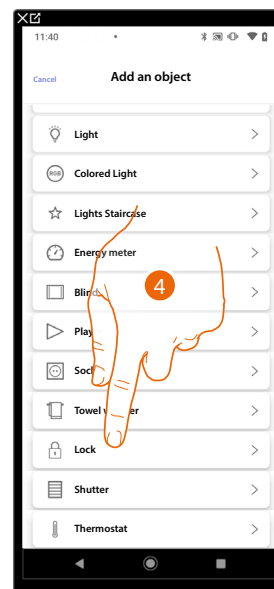 11:40
Cancel
Add an object
Light
RGB
Colored Light
Lights Staircase
Energy meter
4
Lock
Shutter
Thermostat